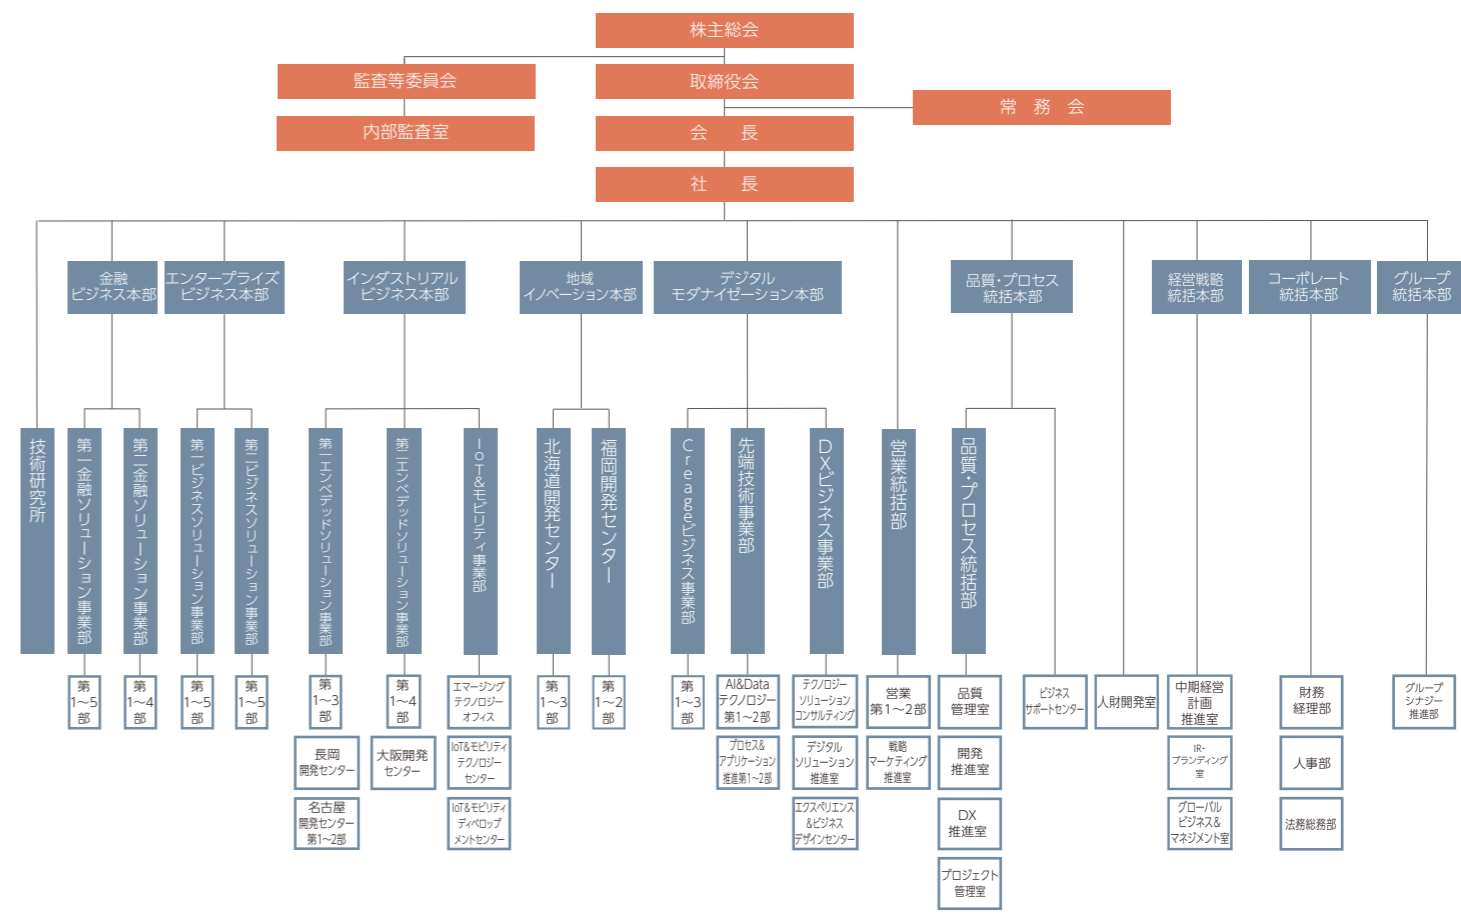 株主総会
監査等委員会
取締役会
常　務　会
内部監査室
会　　長
社　　長
金融
ビジネス本部
エンタープライズ
ビジネス本部
インダストリアル
ビジネス本部
地域
イノベーション本部
デジタル
モダナイゼーション本部
品質・プロセス
統括本部
経営戦略
統括本部
コーポレート
統括本部
グループ
統括本部
技術研究所
第一金融ソリューション事業部
第二金融ソリューション事業部
第一ビジネスソリューション事業部
第二ビジネスソリューション事業部
第一エンベデッドソリューション事業部
第二エンベデッドソリューション事業部
IoT&モビリティ事業部
北海道開発センター
福岡開発センター
Creageビジネス事業部
先端技術事業部
DXビジネス事業部
営業統括部
品質・プロセス統括部
第
1～5
部
第
1～4
部
第
1～5
部
第
1～5
部
第
1～3
部
第
1～4
部
エマージング
テクノロジー
オフィス
第
1～3
部
第
1～2
部
第
1～3
部
AI&Data
テクノロジー
第1～2部
テクノロジー
ソリューション
コンサルティング
営業
第1～2部
品質
管理室
ビジネス
サポートセンター
人財開発室
中期経営
計画
推進室
財務
経理部
グループ
シナジー
推進部
長岡
開発センター
大阪開発
センター
IoT&モビリティ
テクノロジー
センター
プロセス&
アプリケーション
推進第1～2部
デジタル
ソリューション
推進室
戦略
マーケティング
推進室
開発
推進室
IR・
ブランディング
室
人事部
名古屋
開発センター
第1～2部
IoT&モビリティ
ディベロップ
メントセンター
エクスペリエンス
&ビジネス
デザインセンター
DX
推進室
グローバル
ビジネス&
マネジメント室
法務総務部
プロジェクト
管理室